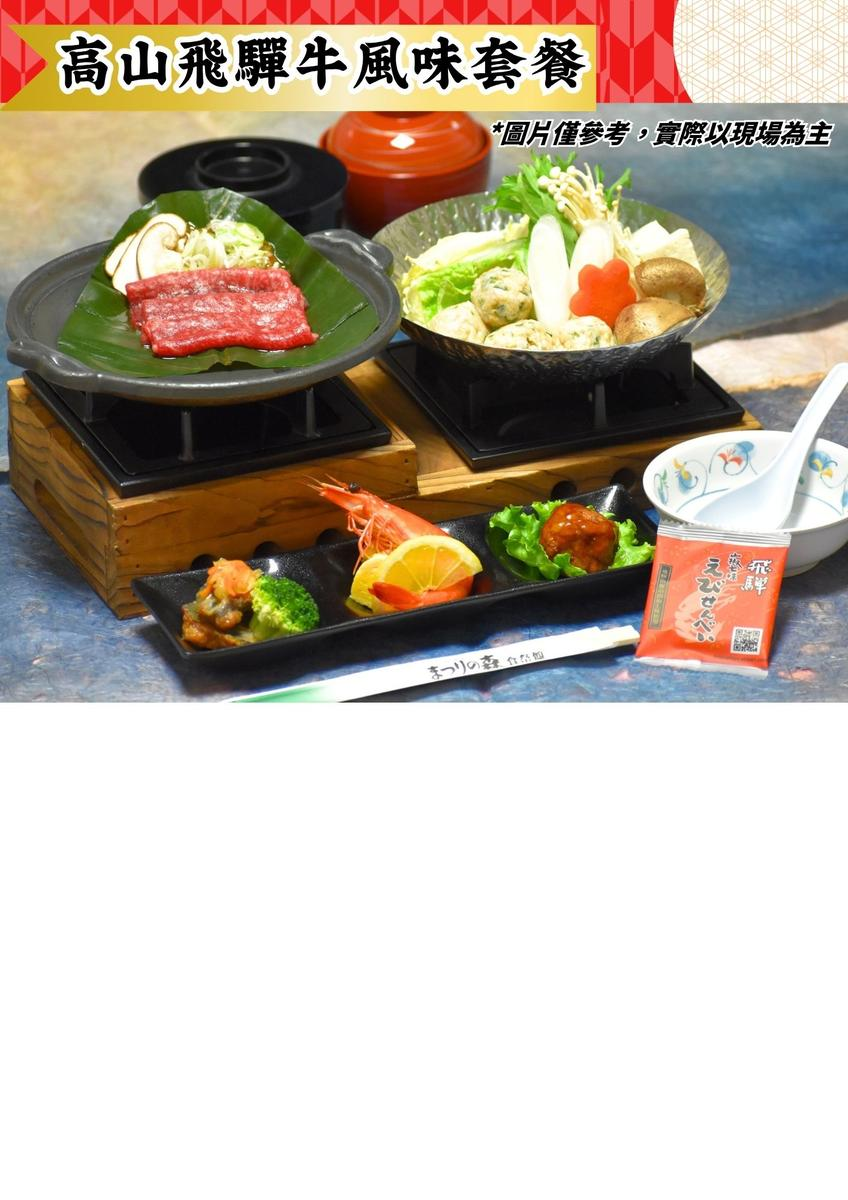 高山飛驒牛風味套餐
*圖片僅參考，實際以現場為主
飛騨
えびせんべい
まつりの森